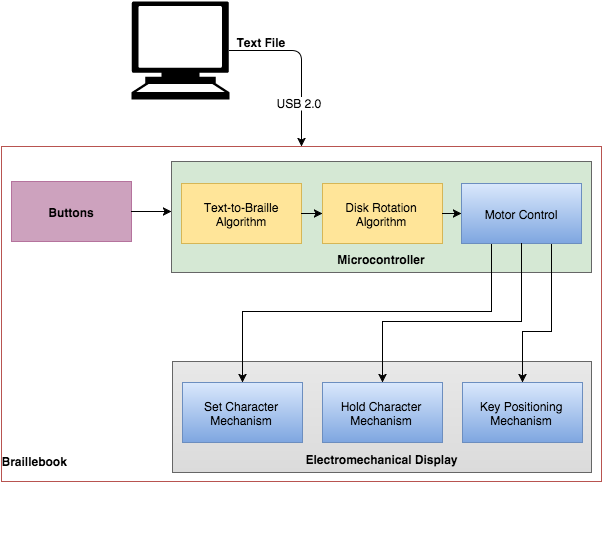 Text File
USB 2.0
Buttons
Text-to-Braille
Algorithm
Disk Rotation
Algorithm
Motor Control
Microcontroller
Set Character
Mechanism
Hold Character
Mechanism
Key Positioning
Mechanism
Electromechanical Display
Braillebook